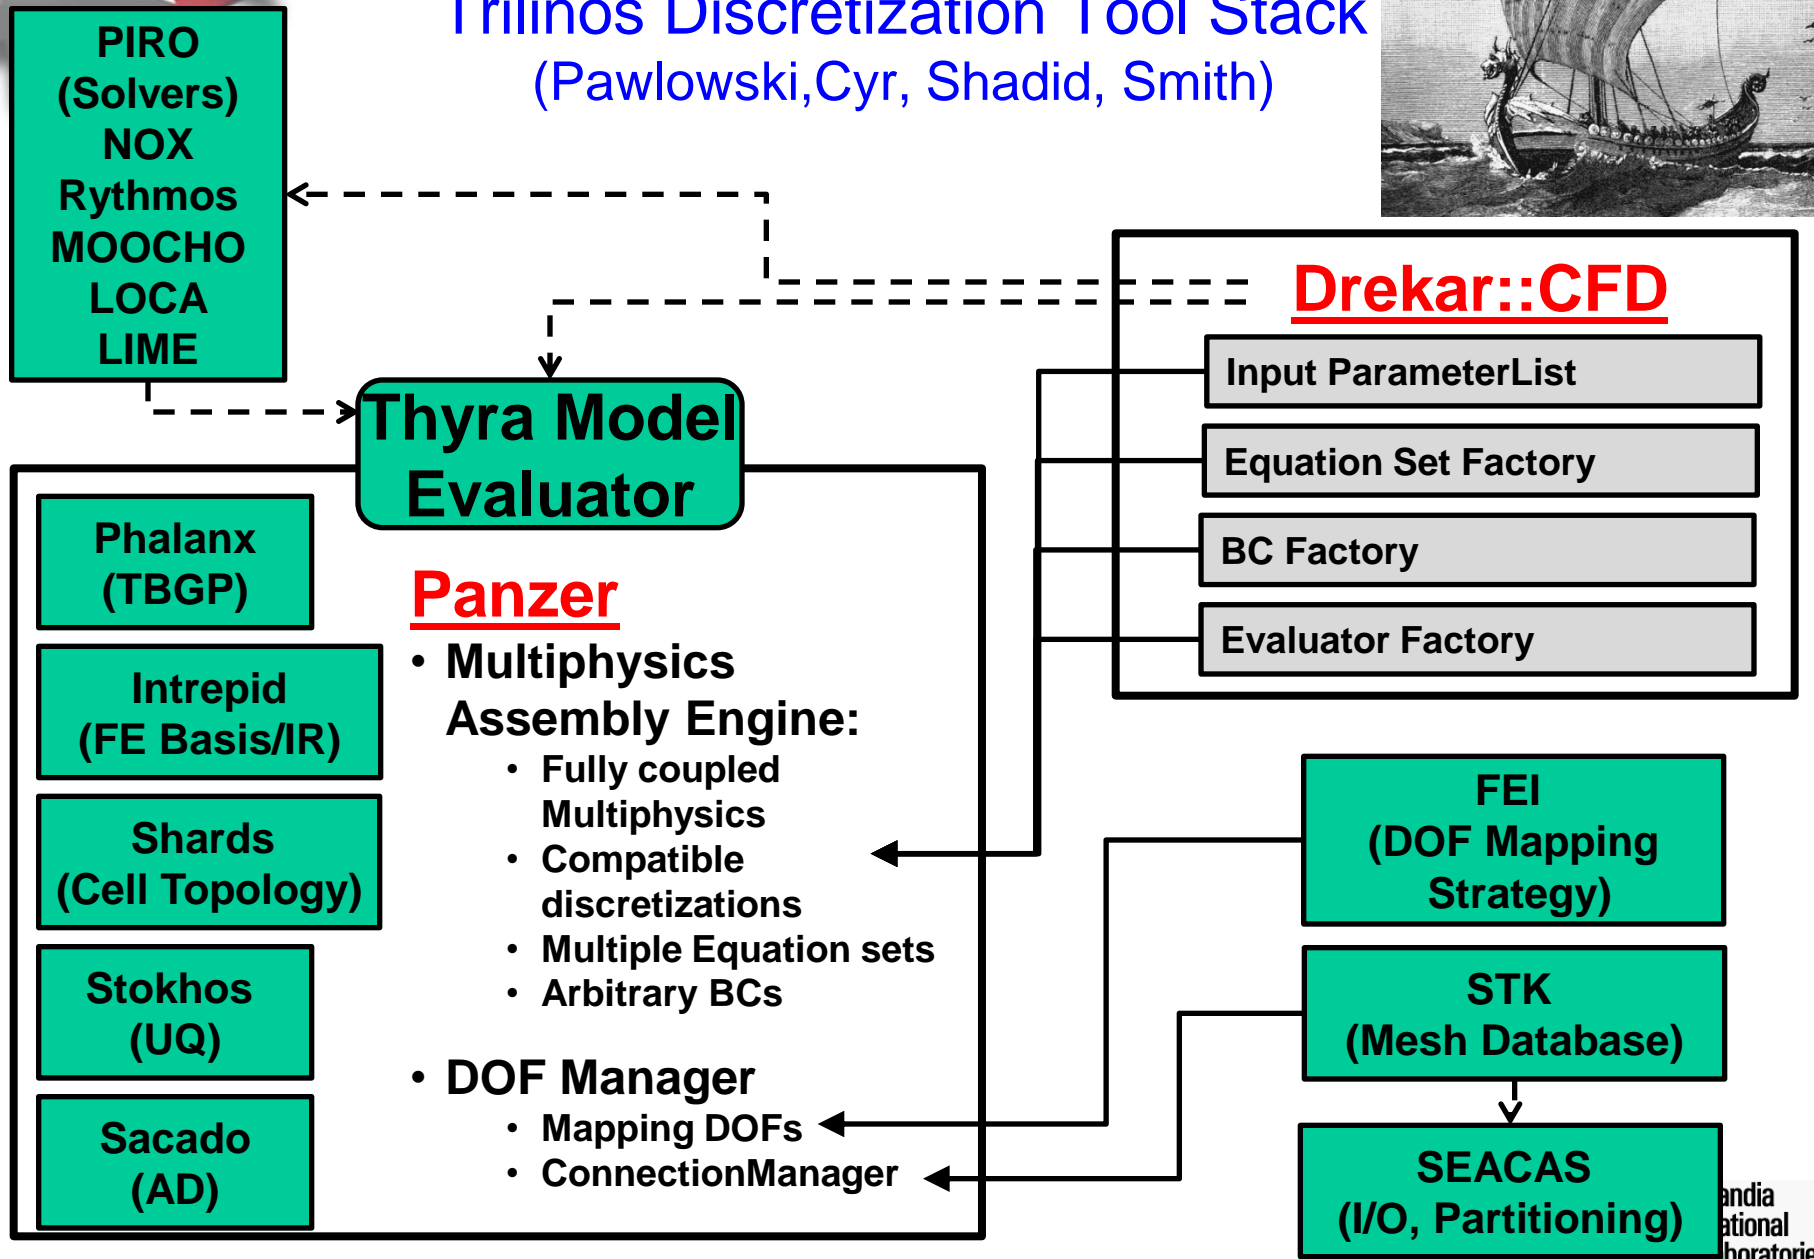 Trilinos Discretization Tool Stack
(Pawlowski,Cyr, Shadid, Smith)
PIRO
(Solvers)
NOX
Rythmos
MOOCHO
LOCA
LIME
Thyra Model
Evaluator
Drekar::CFD
Input ParameterList
Equation Set Factory
BC Factory
Evaluator Factory
Phalanx
(TBGP)
Intrepid
(FE Basis/IR)
Shards
(Cell Topology)
Stokhos
(UQ)
Sacado
(AD)
Panzer
• Multiphysics
Assembly Engine:
• Fully coupled
Multiphysics
• Compatible
discretizations
• Multiple Equation sets
• Arbitrary BCs
• DOF Manager
• Mapping DOFs
• ConnectionManager
FEI
(DOF Mapping
Strategy)
STK
(Mesh Database)
SEACAS
(I/O, Partitioning)
andia
ational
boratorie